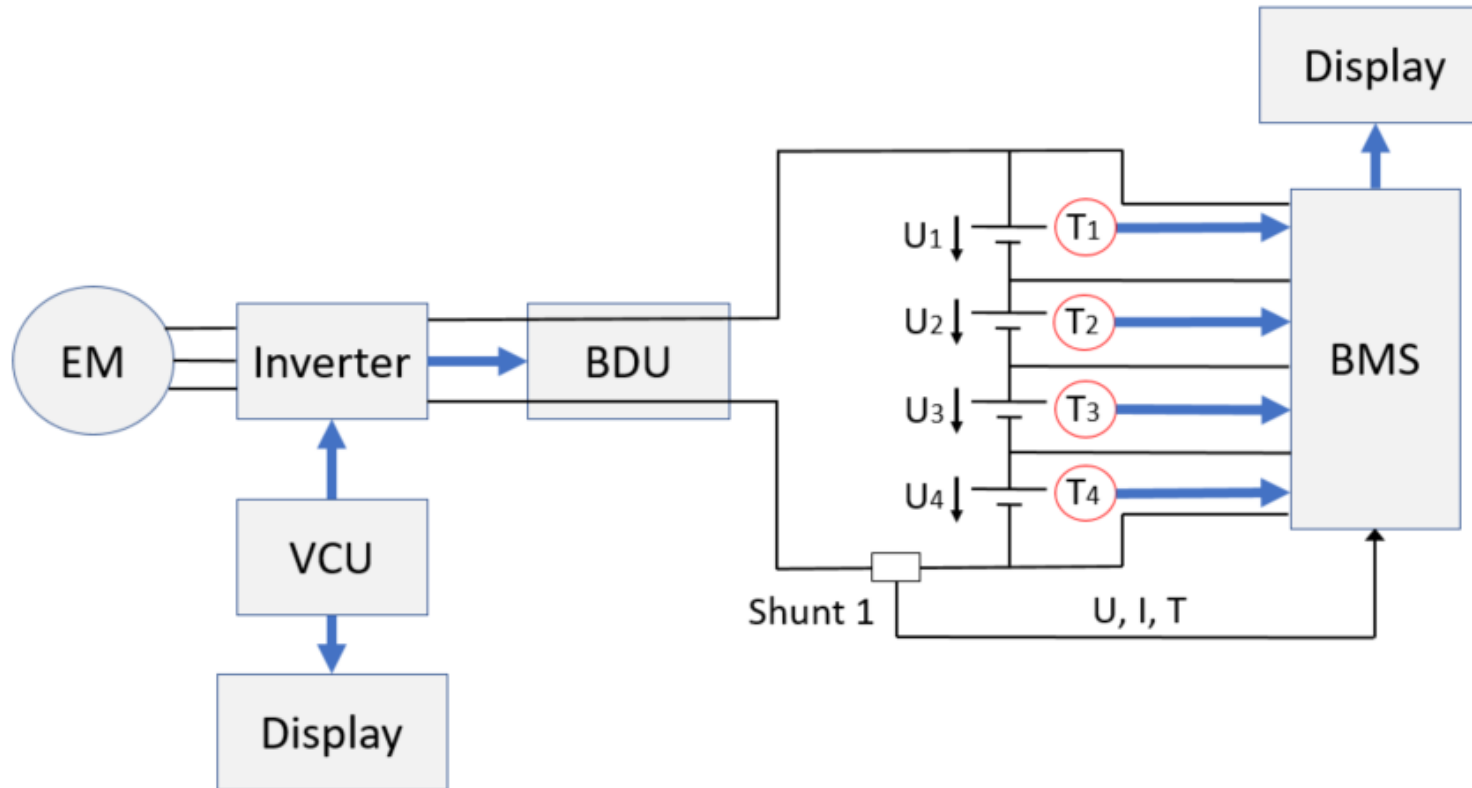 Display
U1
T1
U2
T2
EM
Inverter
BDU
BMS
U3
T3
U4
T4
VCU
Shunt 1
U, I, T
Display